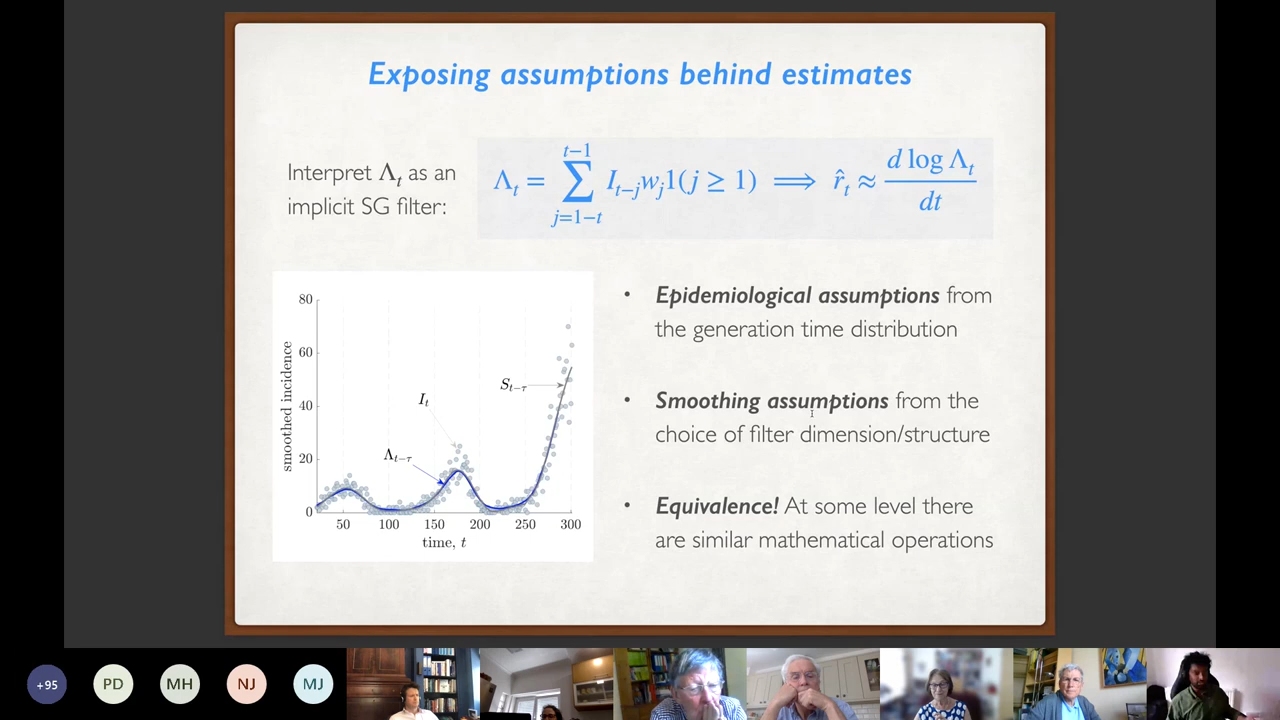 Exposing assumptions behind estimates
Interpret Λ_t as an
implicit SG filter:
Λ_t = ∑_{j=1−t}^{t−1} I_{t−j} w_j 1(j ≥ 1) ⟹ r̂_t ≈ d log Λ_t / dt
80
60
40
20
0
smoothed incidence
I_t
S_{t−τ}
Λ_{t−τ}
50 100 150 200 250 300
time, t
• Epidemiological assumptions from
the generation time distribution
• Smoothing assumptions from the
choice of filter dimension/structure
• Equivalence! At some level there
are similar mathematical operations
+95 PD MH NJ MJ